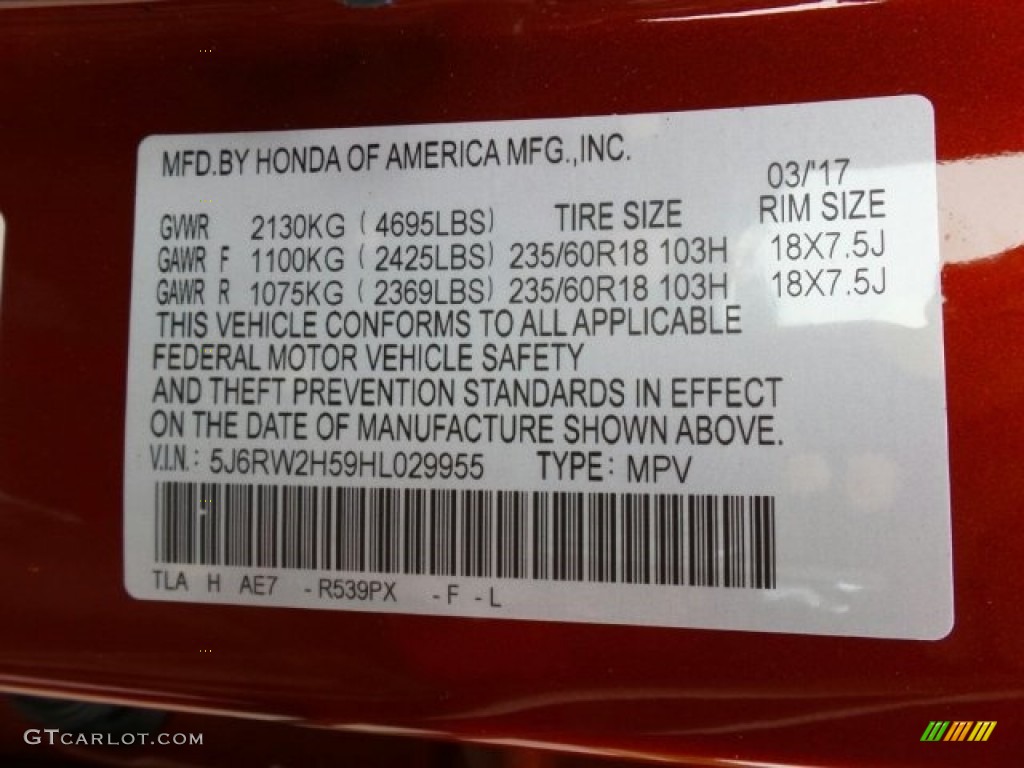 MFD.BY HONDA OF AMERICA MFG.,INC.
03/'17
GVWR 2130KG ( 4695LBS) TIRE SIZE RIM SIZE
GAWR F 1100KG ( 2425LBS) 235/60R18 103H 18X7.5J
GAWR R 1075KG ( 2369LBS) 235/60R18 103H 18X7.5J
THIS VEHICLE CONFORMS TO ALL APPLICABLE
FEDERAL MOTOR VEHICLE SAFETY
AND THEFT PREVENTION STANDARDS IN EFFECT
ON THE DATE OF MANUFACTURE SHOWN ABOVE.
V.I.N.: 5J6RW2H59HL029955 TYPE: MPV
TLA H AE7 - R539PX - F - L
GTCARLOT.COM